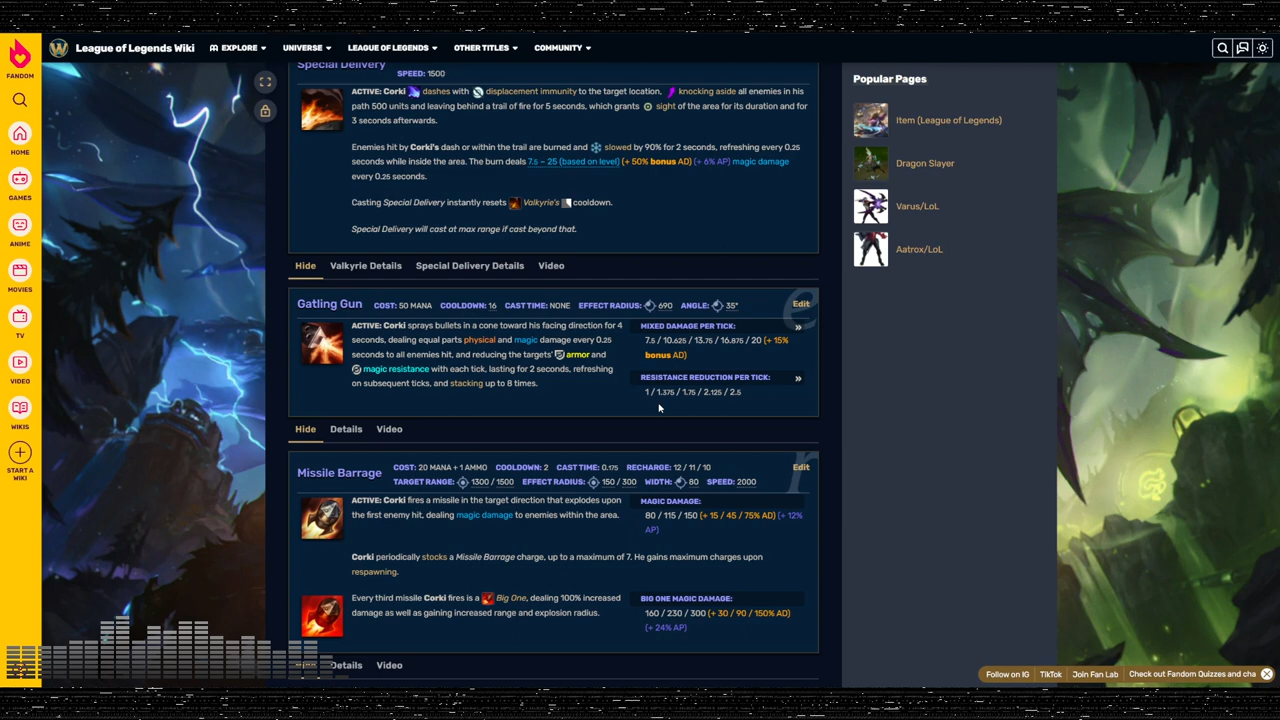 League of Legends Wiki
EXPLORE
UNIVERSE
LEAGUE OF LEGENDS
OTHER TITLES
COMMUNITY
FANDOM
HOME
GAMES
ANIME
MOVIES
TV
VIDEO
WIKIS
START A
WIKI
Special Delivery
SPEED: 1500
ACTIVE: Corki dashes with displacement immunity to the target location, knocking aside all enemies in his
path 500 units and leaving behind a trail of fire for 5 seconds, which grants sight of the area for its duration and for
3 seconds afterwards.
Enemies hit by Corki's dash or within the trail are burned and slowed by 90% for 2 seconds, refreshing every 0.25
seconds while inside the area. The burn deals 7.5 – 25 (based on level) (+ 50% bonus AD) (+ 6% AP) magic damage
every 0.25 seconds.
Casting Special Delivery instantly resets Valkyrie's cooldown.
Special Delivery will cast at max range if cast beyond that.
Hide Valkyrie Details Special Delivery Details Video
Gatling Gun COST: 50 MANA COOLDOWN: 16 CAST TIME: NONE EFFECT RADIUS: 690 ANGLE: 35° Edit
e
ACTIVE: Corki sprays bullets in a cone toward his facing direction for 4
seconds, dealing equal parts physical and magic damage every 0.25
seconds to all enemies hit, and reducing the targets' armor and
magic resistance with each tick, lasting for 2 seconds, refreshing
on subsequent ticks, and stacking up to 8 times.
MIXED DAMAGE PER TICK: »
7.5 / 10.625 / 13.75 / 16.875 / 20 (+ 15%
bonus AD)
RESISTANCE REDUCTION PER TICK: »
1 / 1.375 / 1.75 / 2.125 / 2.5
Hide Details Video
Missile Barrage
COST: 20 MANA + 1 AMMO COOLDOWN: 2 CAST TIME: 0.175 RECHARGE: 12 / 11 / 10 Edit
TARGET RANGE: 1300 / 1500 EFFECT RADIUS: 150 / 300 WIDTH: 80 SPEED: 2000
r
ACTIVE: Corki fires a missile in the target direction that explodes upon
the first enemy hit, dealing magic damage to enemies within the area.
MAGIC DAMAGE:
80 / 115 / 150 (+ 15 / 45 / 75% AD) (+ 12%
AP)
Corki periodically stocks a Missile Barrage charge, up to a maximum of 7. He gains maximum charges upon
respawning.
Every third missile Corki fires is a Big One, dealing 100% increased
damage as well as gaining increased range and explosion radius.
BIG ONE MAGIC DAMAGE:
160 / 230 / 300 (+ 30 / 90 / 150% AD)
(+ 24% AP)
Details Video
Popular Pages
Item (League of Legends)
Dragon Slayer
Varus/LoL
Aatrox/LoL
Follow on IG TikTok Join Fan Lab Check out Fandom Quizzes and cha